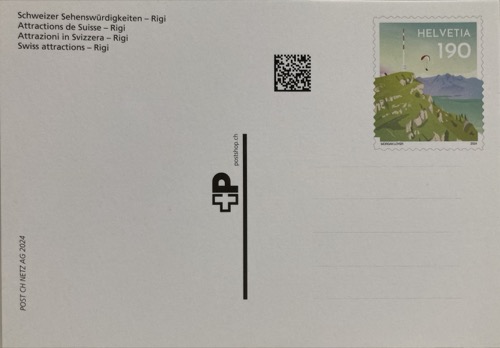 Schweizer Sehenswürdigkeiten – Rigi
Attractions de Suisse – Rigi
Attrazioni in Svizzera – Rigi
Swiss attractions – Rigi
HELVETIA
190
2024
P
postshop.ch
POST CH NETZ AG 2024